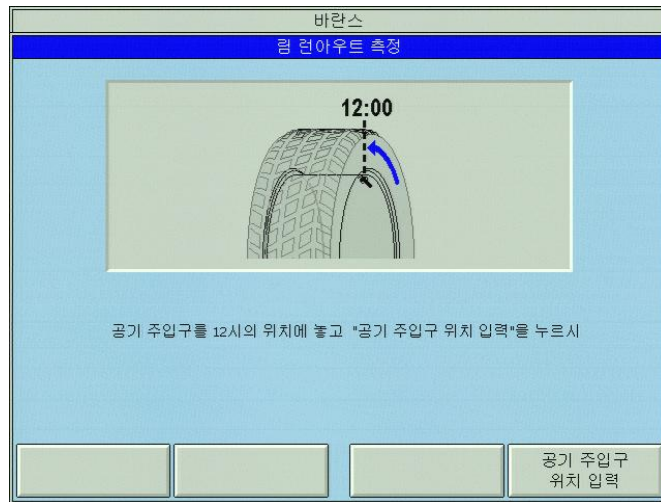 바란스
림 런아우트 측정
12:00
공기 주입구를 12시의 위치에 놓고 "공기 주입구 위치 입력"을 누르시
공기 주입구
위치 입력